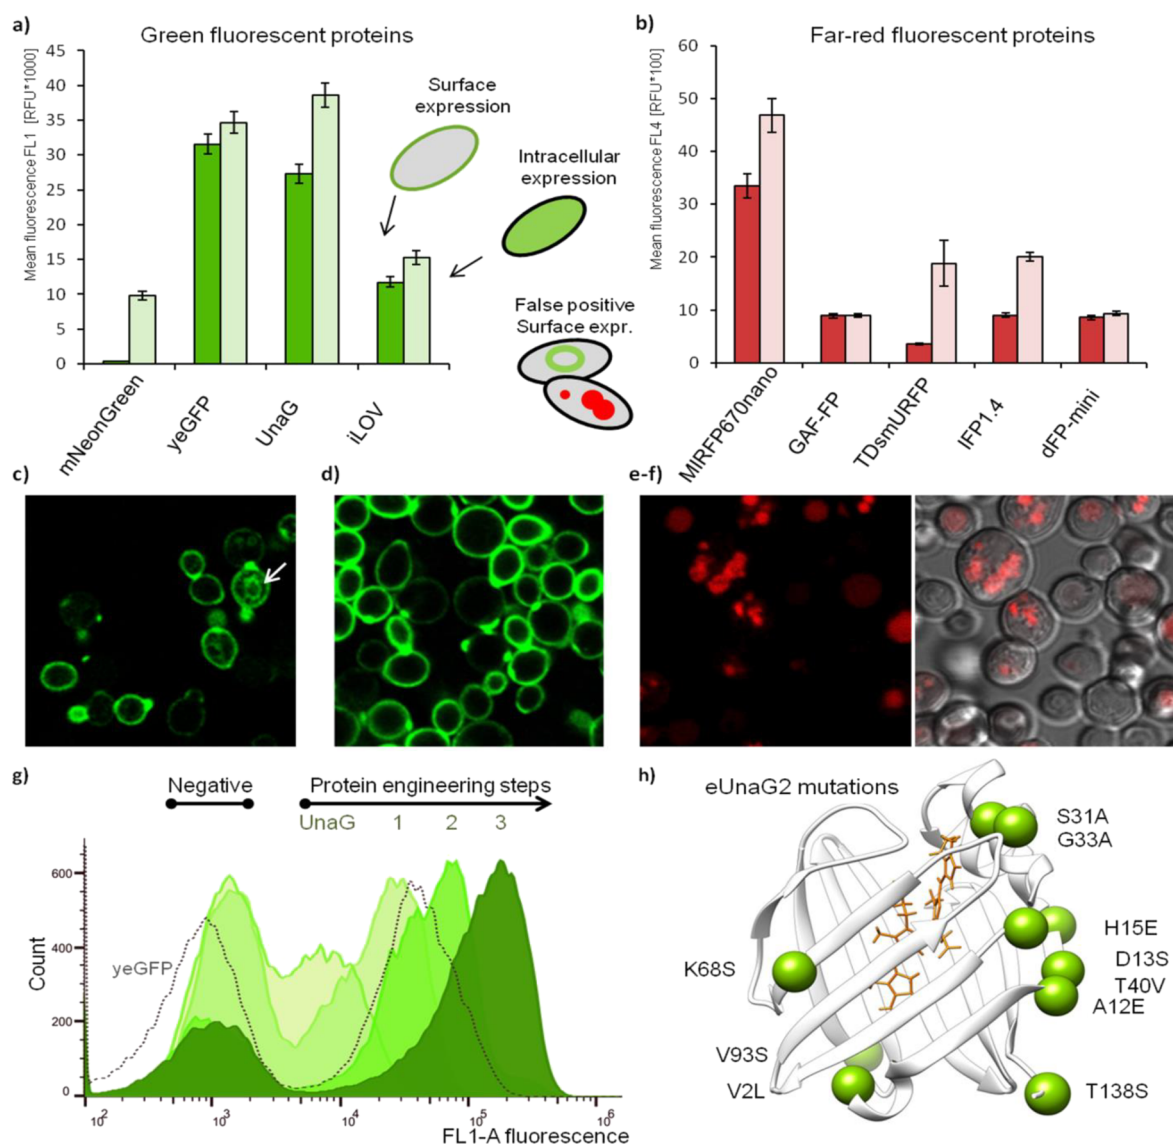 a)
Green fluorescent proteins
Mean fluorescence FL1 [RFU*1000]
45
40
35
30
25
20
15
10
5
0
mNeonGreen
yeGFP
UnaG
iLOV
Surface
expression
Intracellular
expression
False positive
Surface expr.
b)
Far-red fluorescent proteins
Mean fluorescence FL4 [RFU*100]
60
50
40
30
20
10
0
MIRFP670nano
GAF-FP
TDsmURFP
IFP1.4
dFP-mini
c)
d)
e-f)
g)
Negative
Protein engineering steps
UnaG 1 2 3
600
400
200
0
Count
yeGFP
10^2 10^3 10^4 10^5 10^6
FL1-A fluorescence
h)
eUnaG2 mutations
S31A
G33A
H15E
D13S
T40V
A12E
K68S
V93S
V2L
T138S